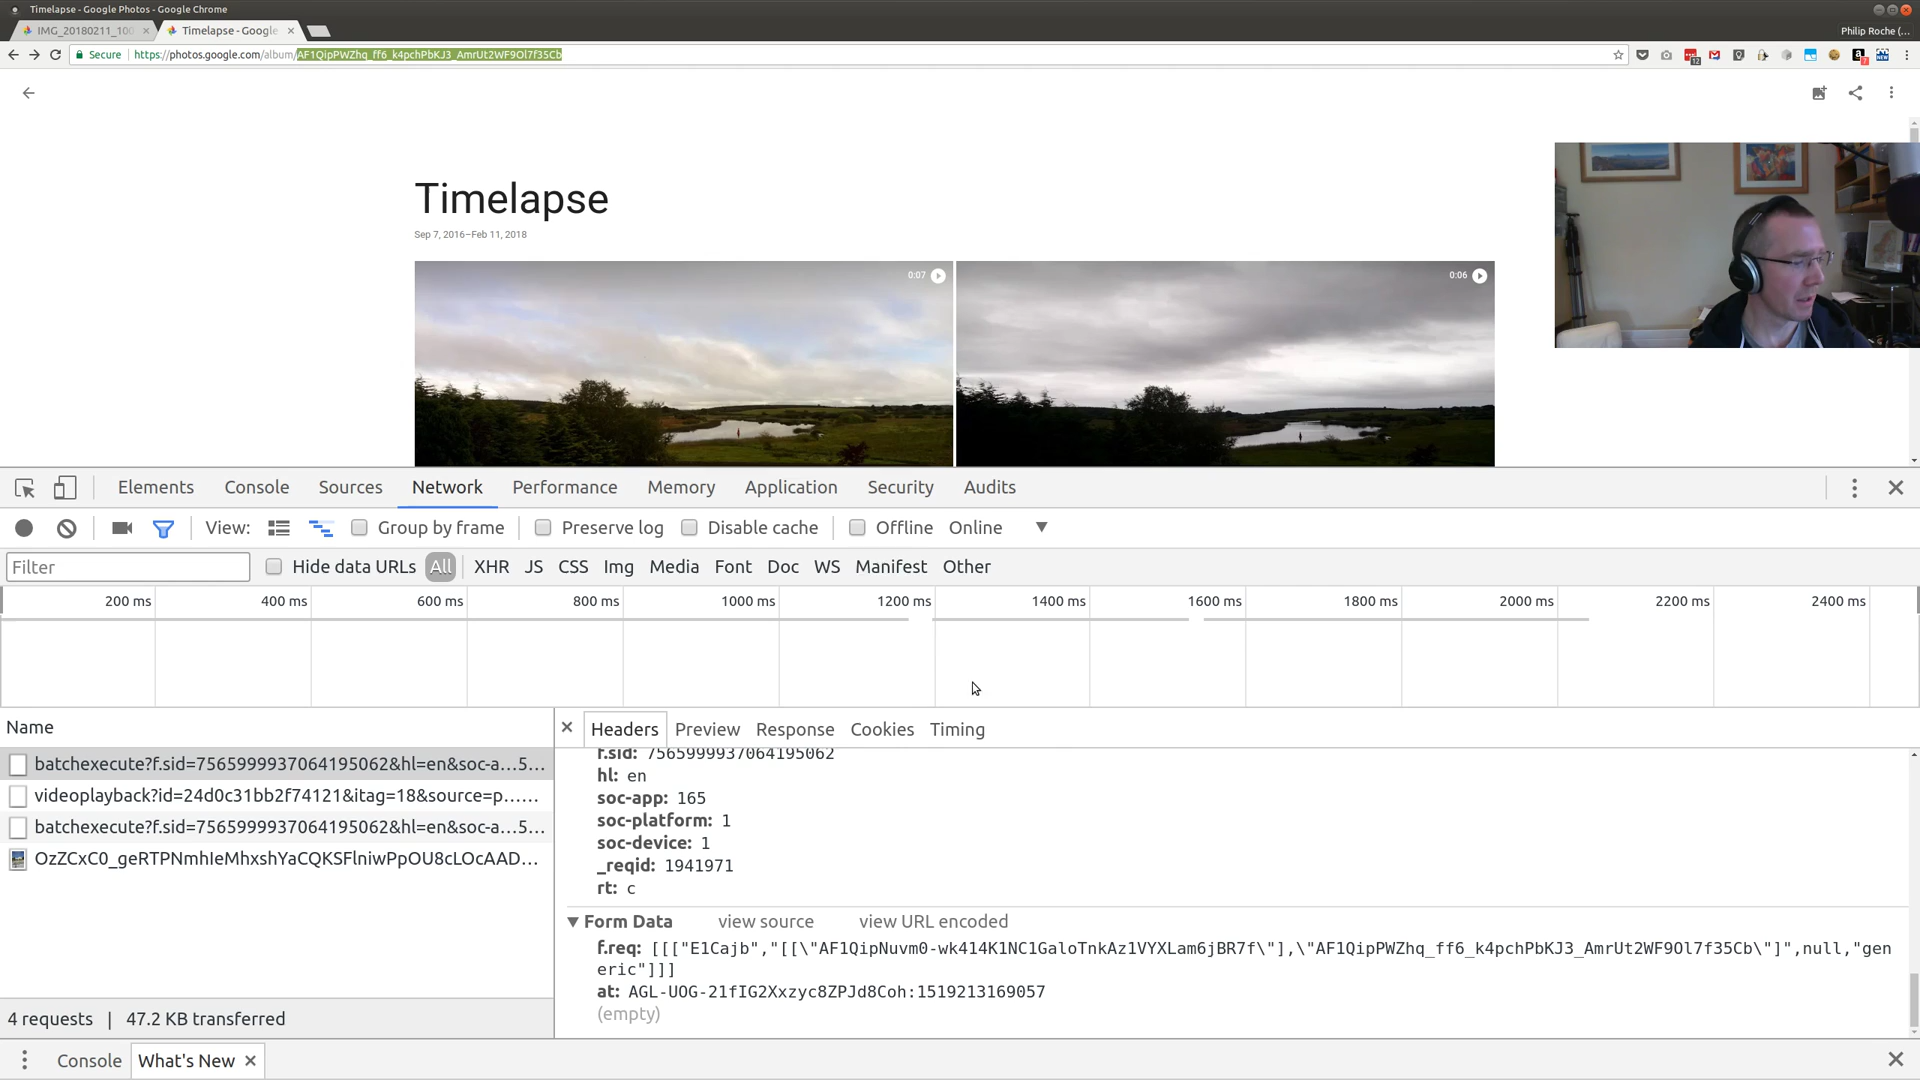 Timelapse - Google Photos - Google Chrome
IMG_20180211_100
Timelapse - Google
Philip Roche (...
Secure https://photos.google.com/album/AF1QipPWZhq_ff6_k4pchPbKJ3_AmrUt2WF9Ol7f35Cb
12
7
NEW
Timelapse
Sep 7, 2016–Feb 11, 2018
0:07
0:06
Elements Console Sources Network Performance Memory Application Security Audits
View: Group by frame Preserve log Disable cache Offline Online
Filter Hide data URLs All XHR JS CSS Img Media Font Doc WS Manifest Other
200 ms 400 ms 600 ms 800 ms 1000 ms 1200 ms 1400 ms 1600 ms 1800 ms 2000 ms 2200 ms 2400 ms
Name
batchexecute?f.sid=7565999937064195062&hl=en&soc-a...5...
videoplayback?id=24d0c31bb2f74121&itag=18&source=p......
batchexecute?f.sid=7565999937064195062&hl=en&soc-a...5...
OzZCxC0_geRTPNmhIeMhxshYaCQKSFlniwPpOU8cLOcAAD...
4 requests | 47.2 KB transferred
Headers Preview Response Cookies Timing
f.sid: 7565999937064195062
hl: en
soc-app: 165
soc-platform: 1
soc-device: 1
_reqid: 1941971
rt: c
Form Data view source view URL encoded
f.req: [[["E1Cajb","[[\"AF1QipNuvm0-wk414K1NC1GaloTnkAz1VYXLam6jBR7f\"],\"AF1QipPWZhq_ff6_k4pchPbKJ3_AmrUt2WF9Ol7f35Cb\"]",null,"gen
eric"]]]
at: AGL-UOG-21fIG2Xxzyc8ZPJd8Coh:1519213169057
(empty)
Console What's New